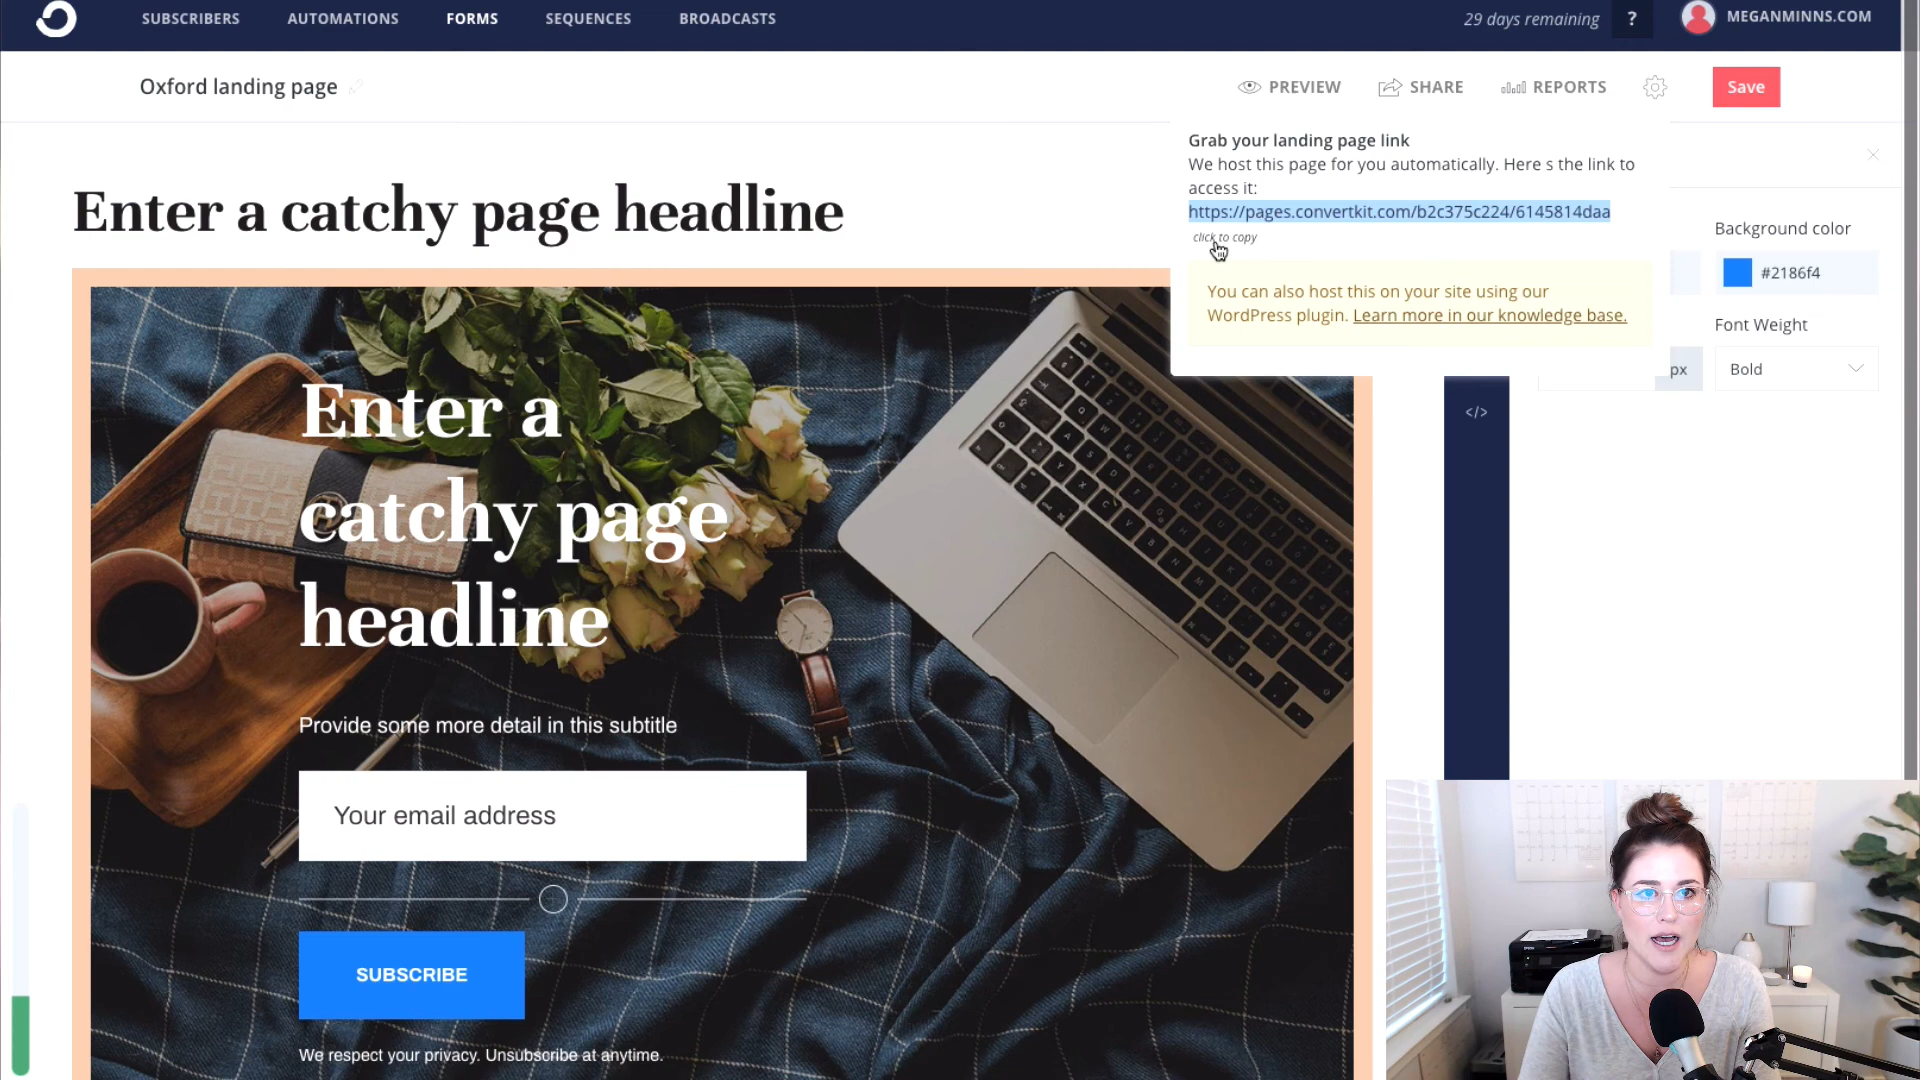 SUBSCRIBERS AUTOMATIONS FORMS SEQUENCES BROADCASTS 29 days remaining ? MEGANMINNS.COM
Oxford landing page PREVIEW SHARE REPORTS Save
Grab your landing page link
We host this page for you automatically. Here s the link to
access it:
https://pages.convertkit.com/b2c375c224/6145814daa
click to copy
You can also host this on your site using our
WordPress plugin. Learn more in our knowledge base.
Background color
#2186f4
Font Weight
px Bold
</>
Enter a catchy page headline
Enter a
catchy page
headline
Provide some more detail in this subtitle
Your email address
SUBSCRIBE
We respect your privacy. Unsubscribe at anytime.